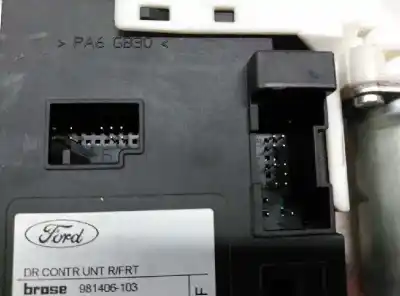 > PA6 GB30 <
Ford
DR CONTR UNT R/FRT
brose 981406-103
F